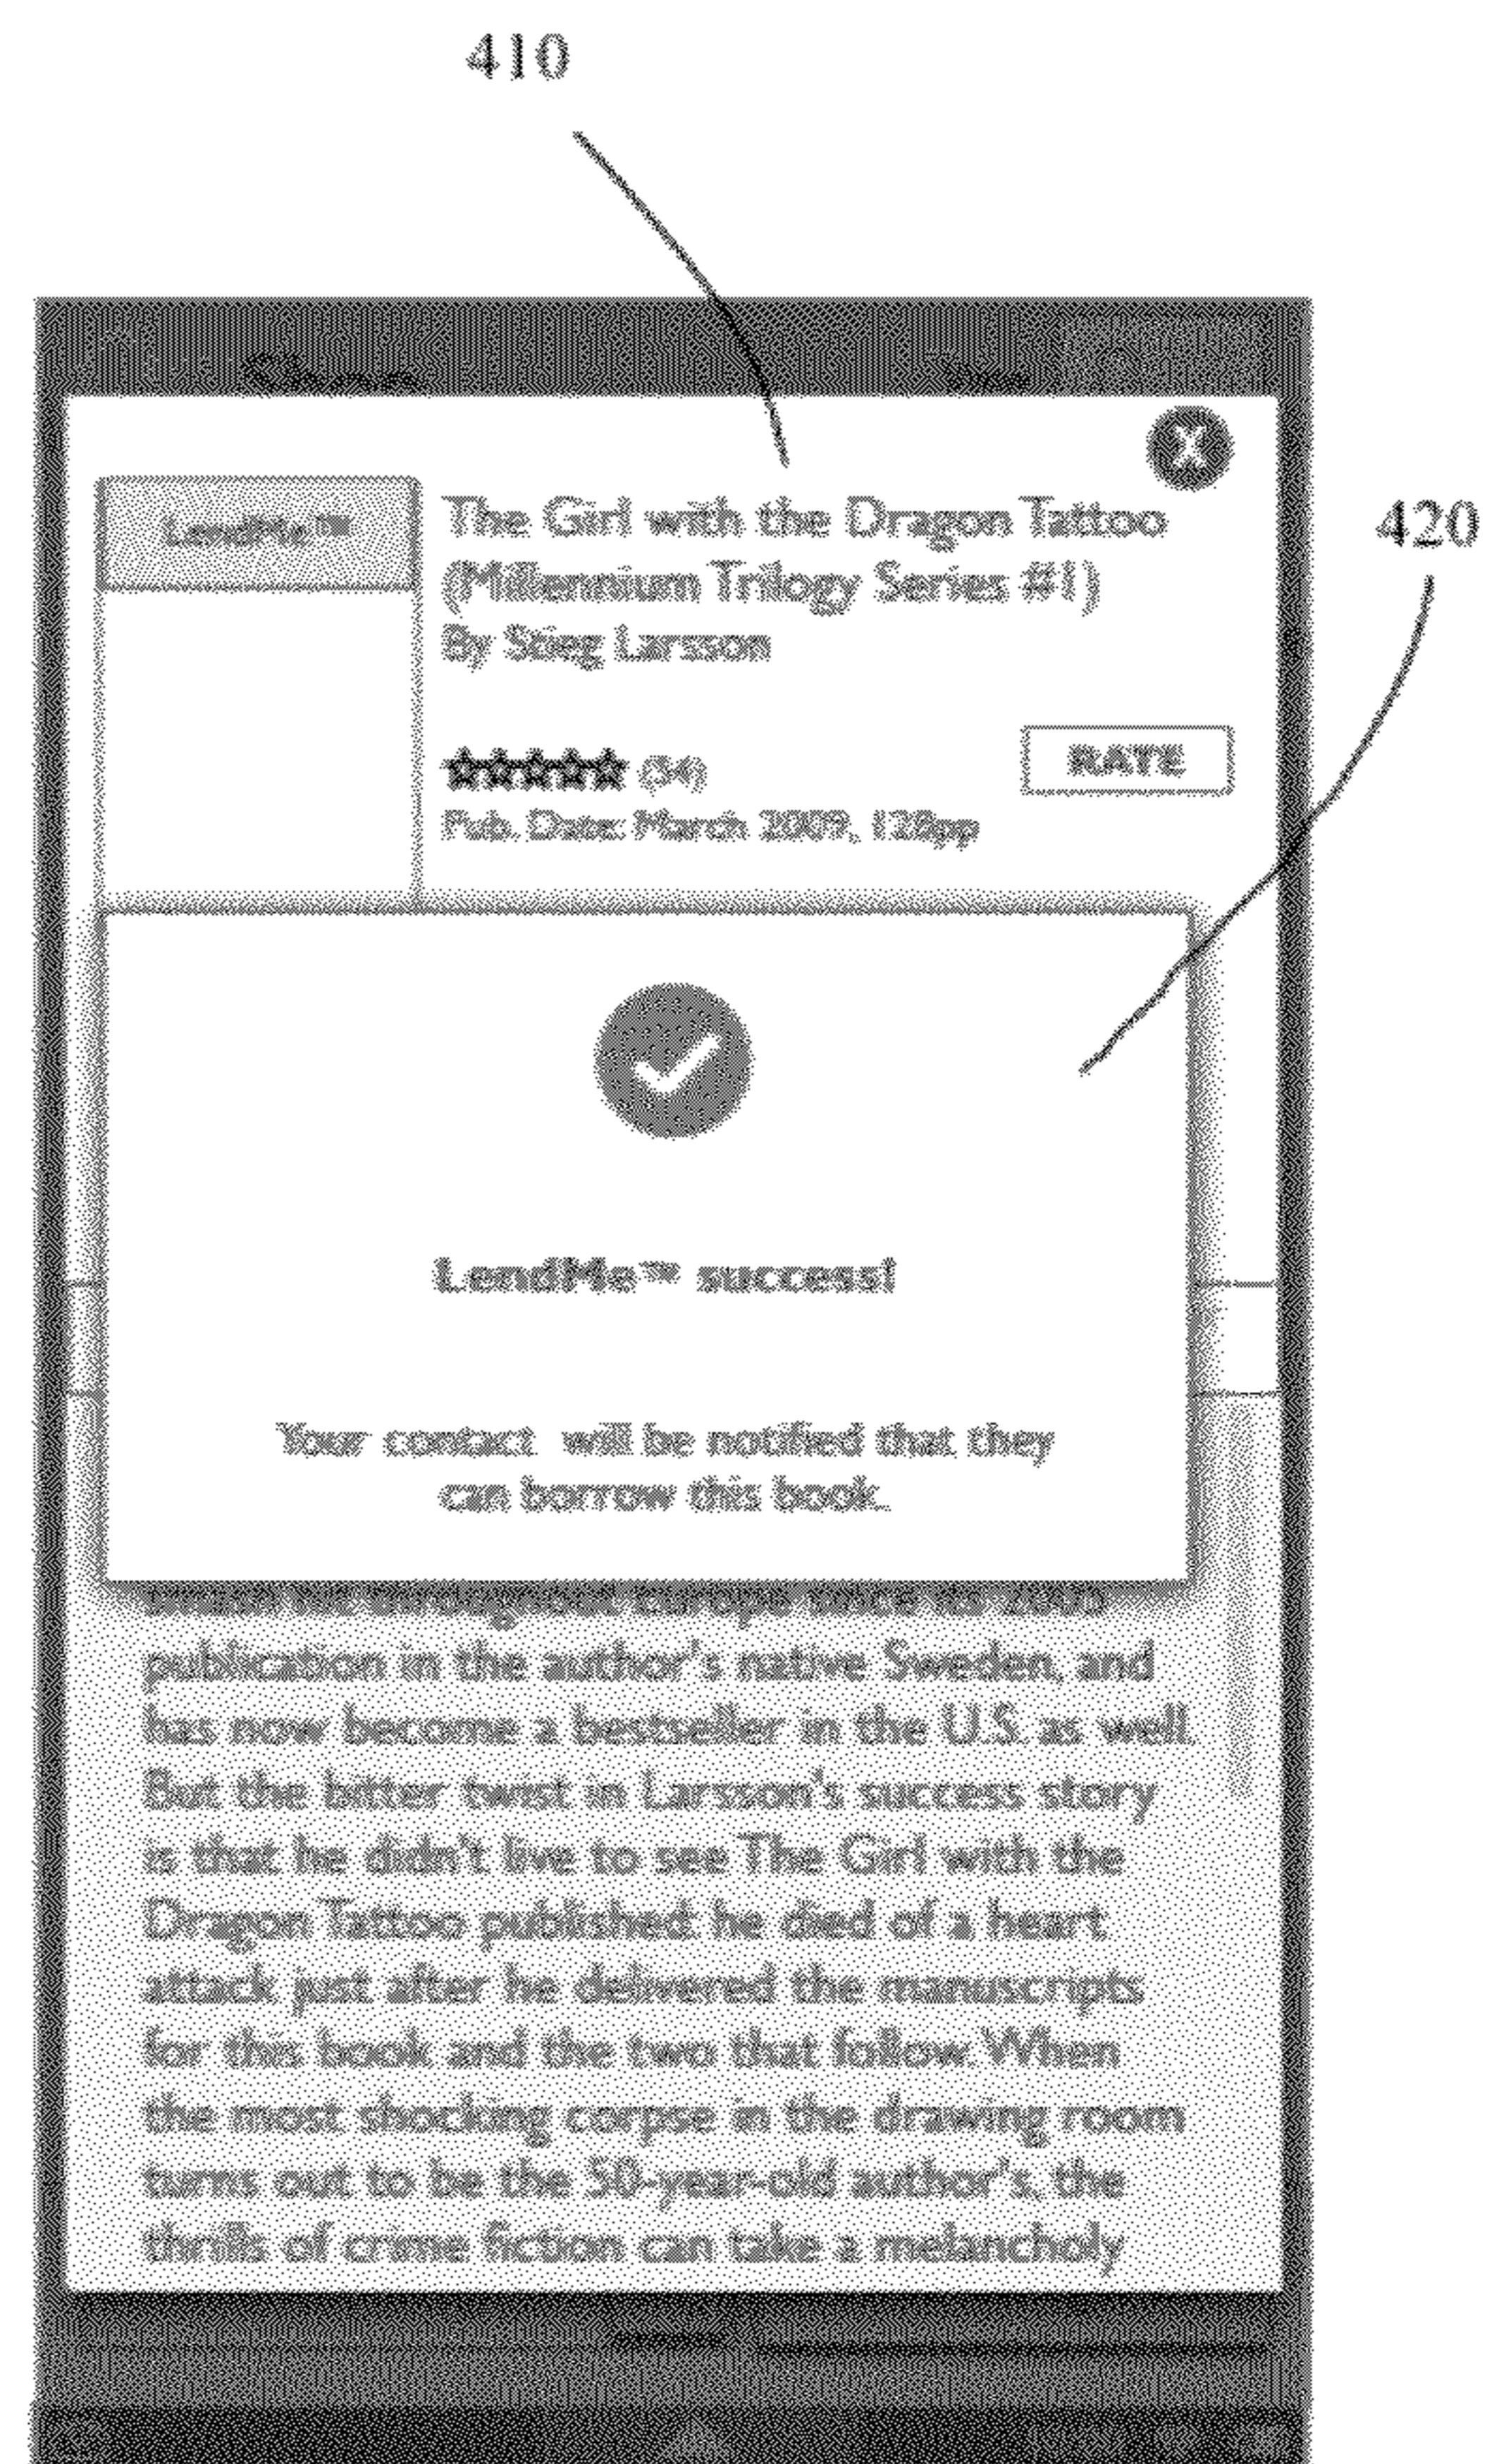 410
LendMe™
The Girl with the Dragon Tattoo
(Millennium Trilogy Series #1)
By Stieg Larsson
420
(54)
RATE
Pub. Date: March 2009, 128pp
LendMe™ success!
Your contact will be notified that they
can borrow this book.
throughout Europe since its 2005
publication in the author's native Sweden, and
has now become a bestseller in the U.S. as well.
But the bitter twist in Larsson's success story
is that he didn't live to see The Girl with the
Dragon Tattoo published: he died of a heart
attack just after he delivered the manuscripts
for this book and the two that follow. When
the most shocking corpse in the drawing room
turns out to be the 50-year-old author's, the
thrills of crime fiction can take a melancholy